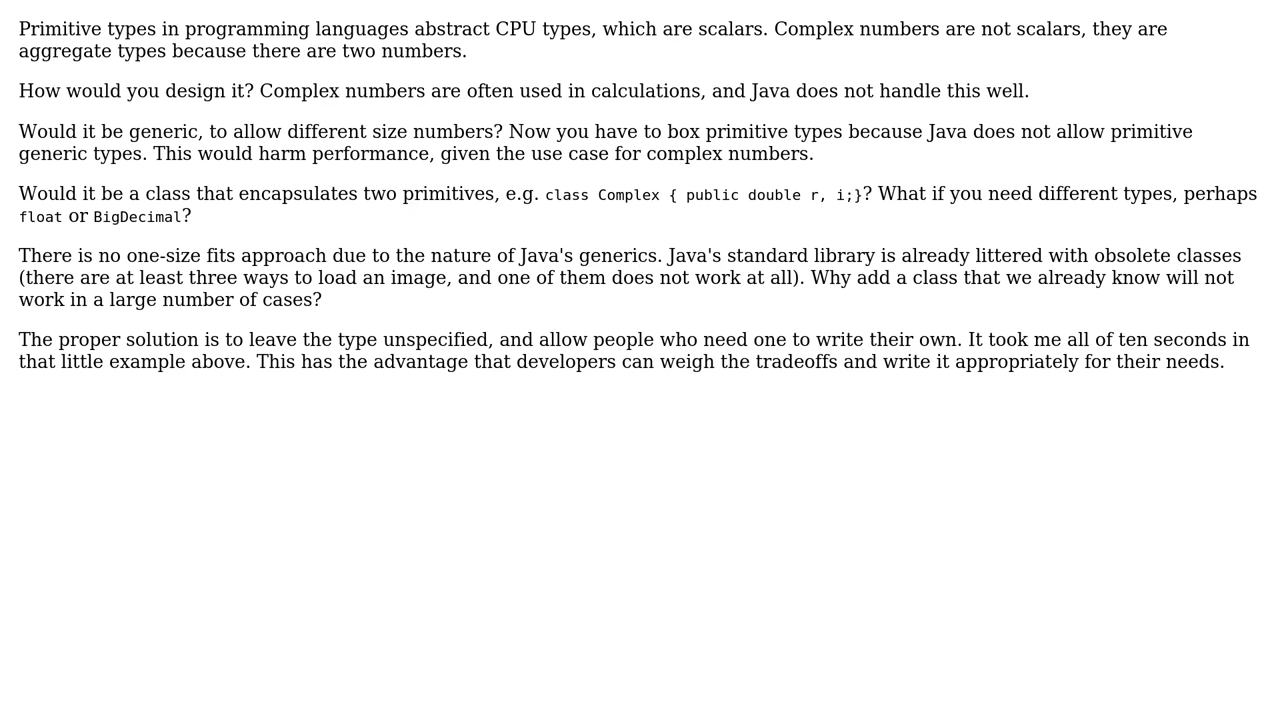 Primitive types in programming languages abstract CPU types, which are scalars. Complex numbers are not scalars, they are
aggregate types because there are two numbers.
How would you design it? Complex numbers are often used in calculations, and Java does not handle this well.
Would it be generic, to allow different size numbers? Now you have to box primitive types because Java does not allow primitive
generic types. This would harm performance, given the use case for complex numbers.
Would it be a class that encapsulates two primitives, e.g. class Complex { public double r, i;}? What if you need different types, perhaps
float or BigDecimal?
There is no one-size fits approach due to the nature of Java's generics. Java's standard library is already littered with obsolete classes
(there are at least three ways to load an image, and one of them does not work at all). Why add a class that we already know will not
work in a large number of cases?
The proper solution is to leave the type unspecified, and allow people who need one to write their own. It took me all of ten seconds in
that little example above. This has the advantage that developers can weigh the tradeoffs and write it appropriately for their needs.